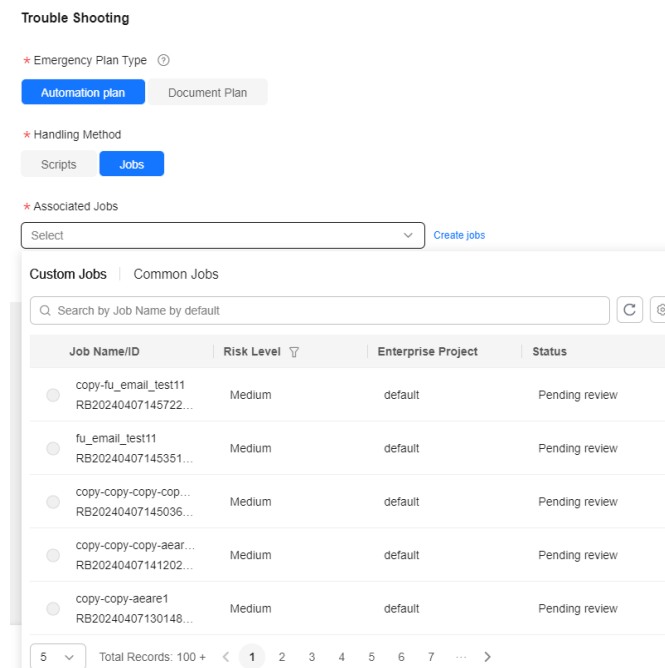 Trouble Shooting
* Emergency Plan Type ?
Automation plan Document Plan
* Handling Method
Scripts Jobs
* Associated Jobs
Select Create jobs
Custom Jobs Common Jobs
Search by Job Name by default
Job Name/ID Risk Level Enterprise Project Status
copy-fu_email_test11
RB20240407145722... Medium default Pending review
fu_email_test11
RB20240407145351... Medium default Pending review
copy-copy-copy-cop...
RB20240407145036... Medium default Pending review
copy-copy-copy-aear...
RB20240407141202... Medium default Pending review
copy-copy-aeare1
RB20240407130148... Medium default Pending review
5 Total Records: 100 + < 1 2 3 4 5 6 7 ... >